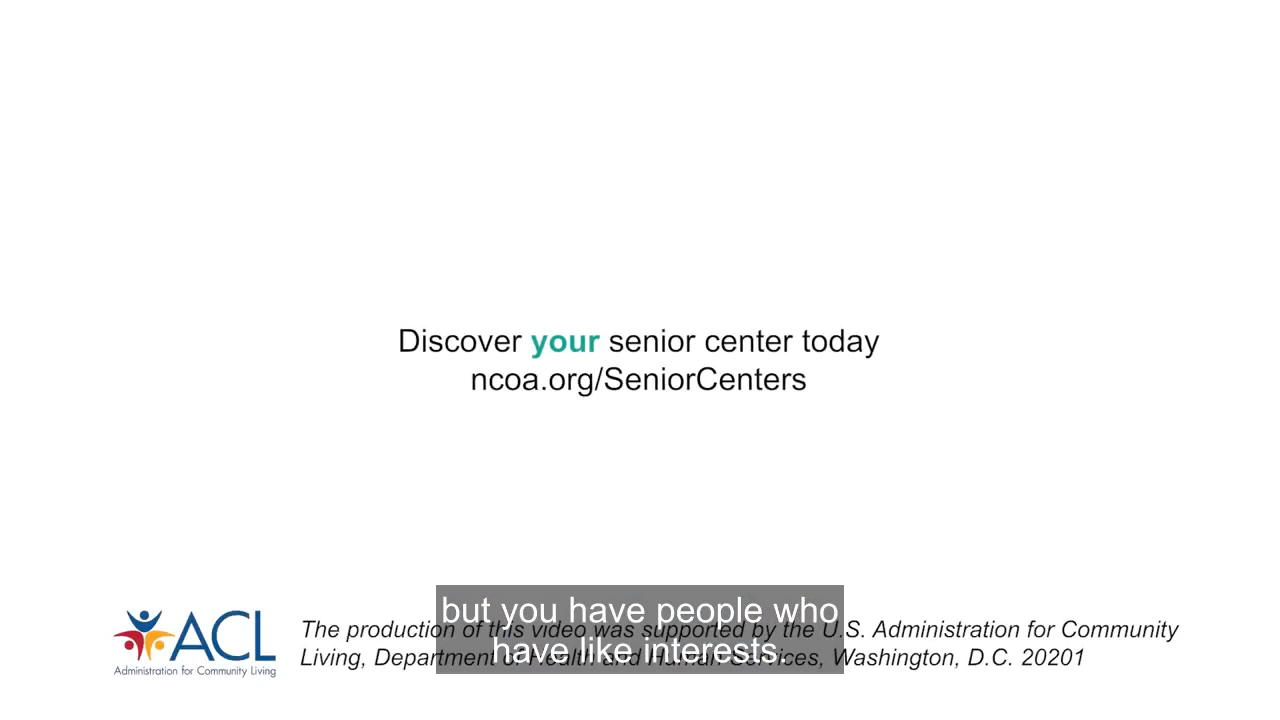 Discover your senior center today
ncoa.org/SeniorCenters
but you have people who
have like interests.
ACL
Administration for Community Living
The production of this video was supported by the U.S. Administration for Community
Living, Department of Health and Human Services, Washington, D.C. 20201